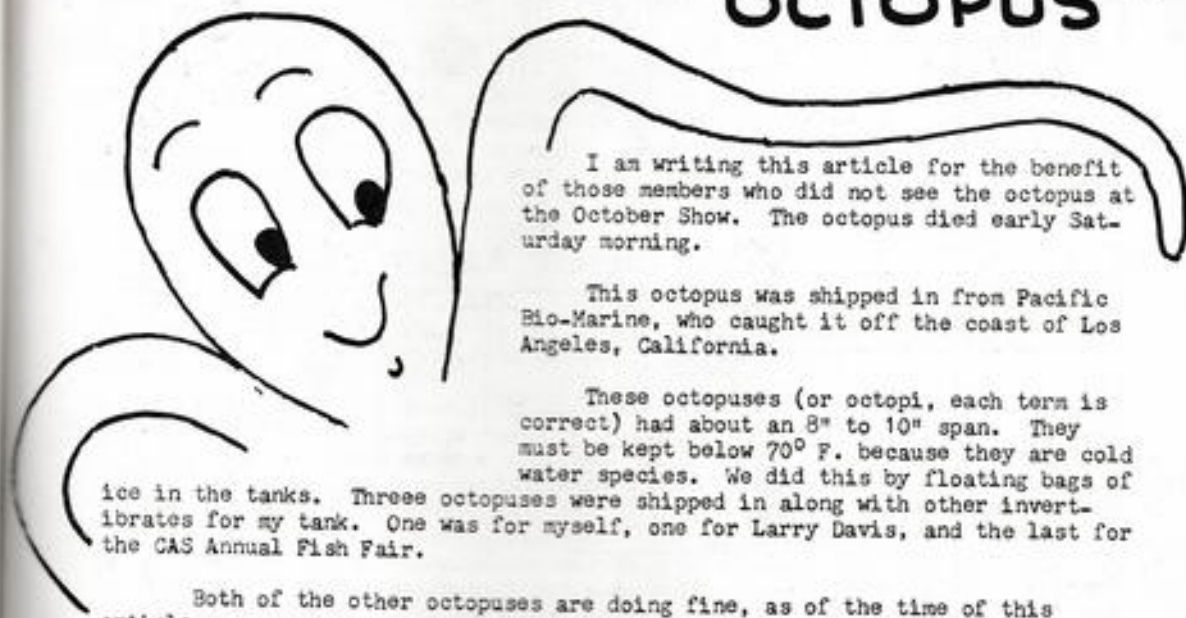 OCTOPUS
I am writing this article for the benefit
of those members who did not see the octopus at
the October Show. The octopus died early Sat-
urday morning.
This octopus was shipped in from Pacific
Bio-Marine, who caught it off the coast of Los
Angeles, California.
These octopuses (or octopi, each term is
correct) had about an 8" to 10" span. They
must be kept below 70° F. because they are cold
water species. We did this by floating bags of
ice in the tanks. Threee octopuses were shipped in along with other invert-
ibrates for my tank. One was for myself, one for Larry Davis, and the last for
the CAS Annual Fish Fair.
Both of the other octopuses are doing fine, as of the time of this